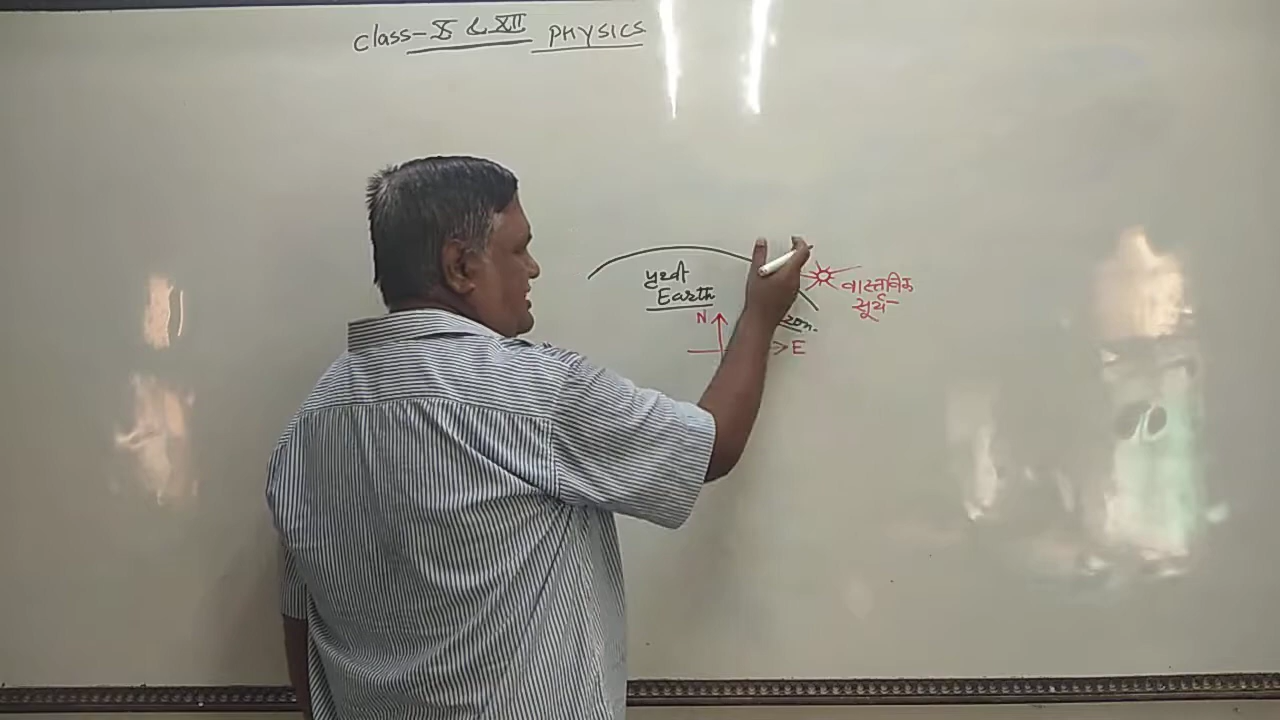 class-X & XII PHYSICS
पृथ्वी
Earth
N
E
वास्तविक
सूर्य